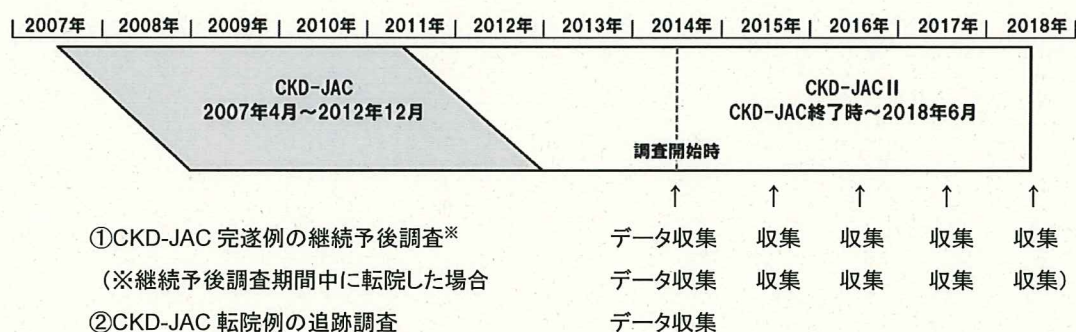 | 2007年 | 2008年 | 2009年 | 2010年 | 2011年 | 2012年 | 2013年 | 2014年 | 2015年 | 2016年 | 2017年 | 2018年 |
CKD-JAC
2007年4月～2012年12月
CKD-JACⅡ
CKD-JAC終了時～2018年6月
調査開始時
↑ ↑ ↑ ↑ ↑
①CKD-JAC 完遂例の継続予後調査※ データ収集 収集 収集 収集 収集
(※継続予後調査期間中に転院した場合 データ収集 収集 収集 収集 収集)
②CKD-JAC 転院例の追跡調査 データ収集